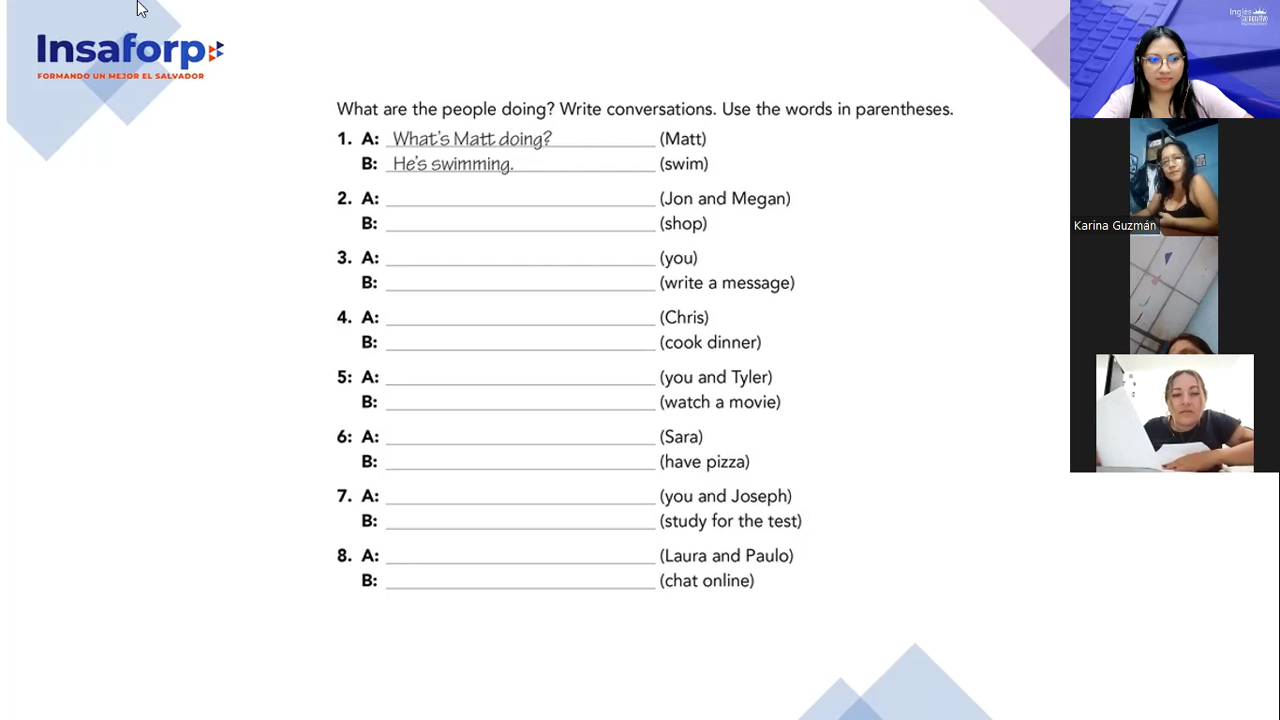 Insaforp
FORMANDO UN MEJOR EL SALVADOR
What are the people doing? Write conversations. Use the words in parentheses.
1. A: What's Matt doing? (Matt)
B: He's swimming. (swim)
2. A: (Jon and Megan)
B: (shop)
3. A: (you)
B: (write a message)
4. A: (Chris)
B: (cook dinner)
5: A: (you and Tyler)
B: (watch a movie)
6: A: (Sara)
B: (have pizza)
7. A: (you and Joseph)
B: (study for the test)
8. A: (Laura and Paulo)
B: (chat online)
Karina Guzmán